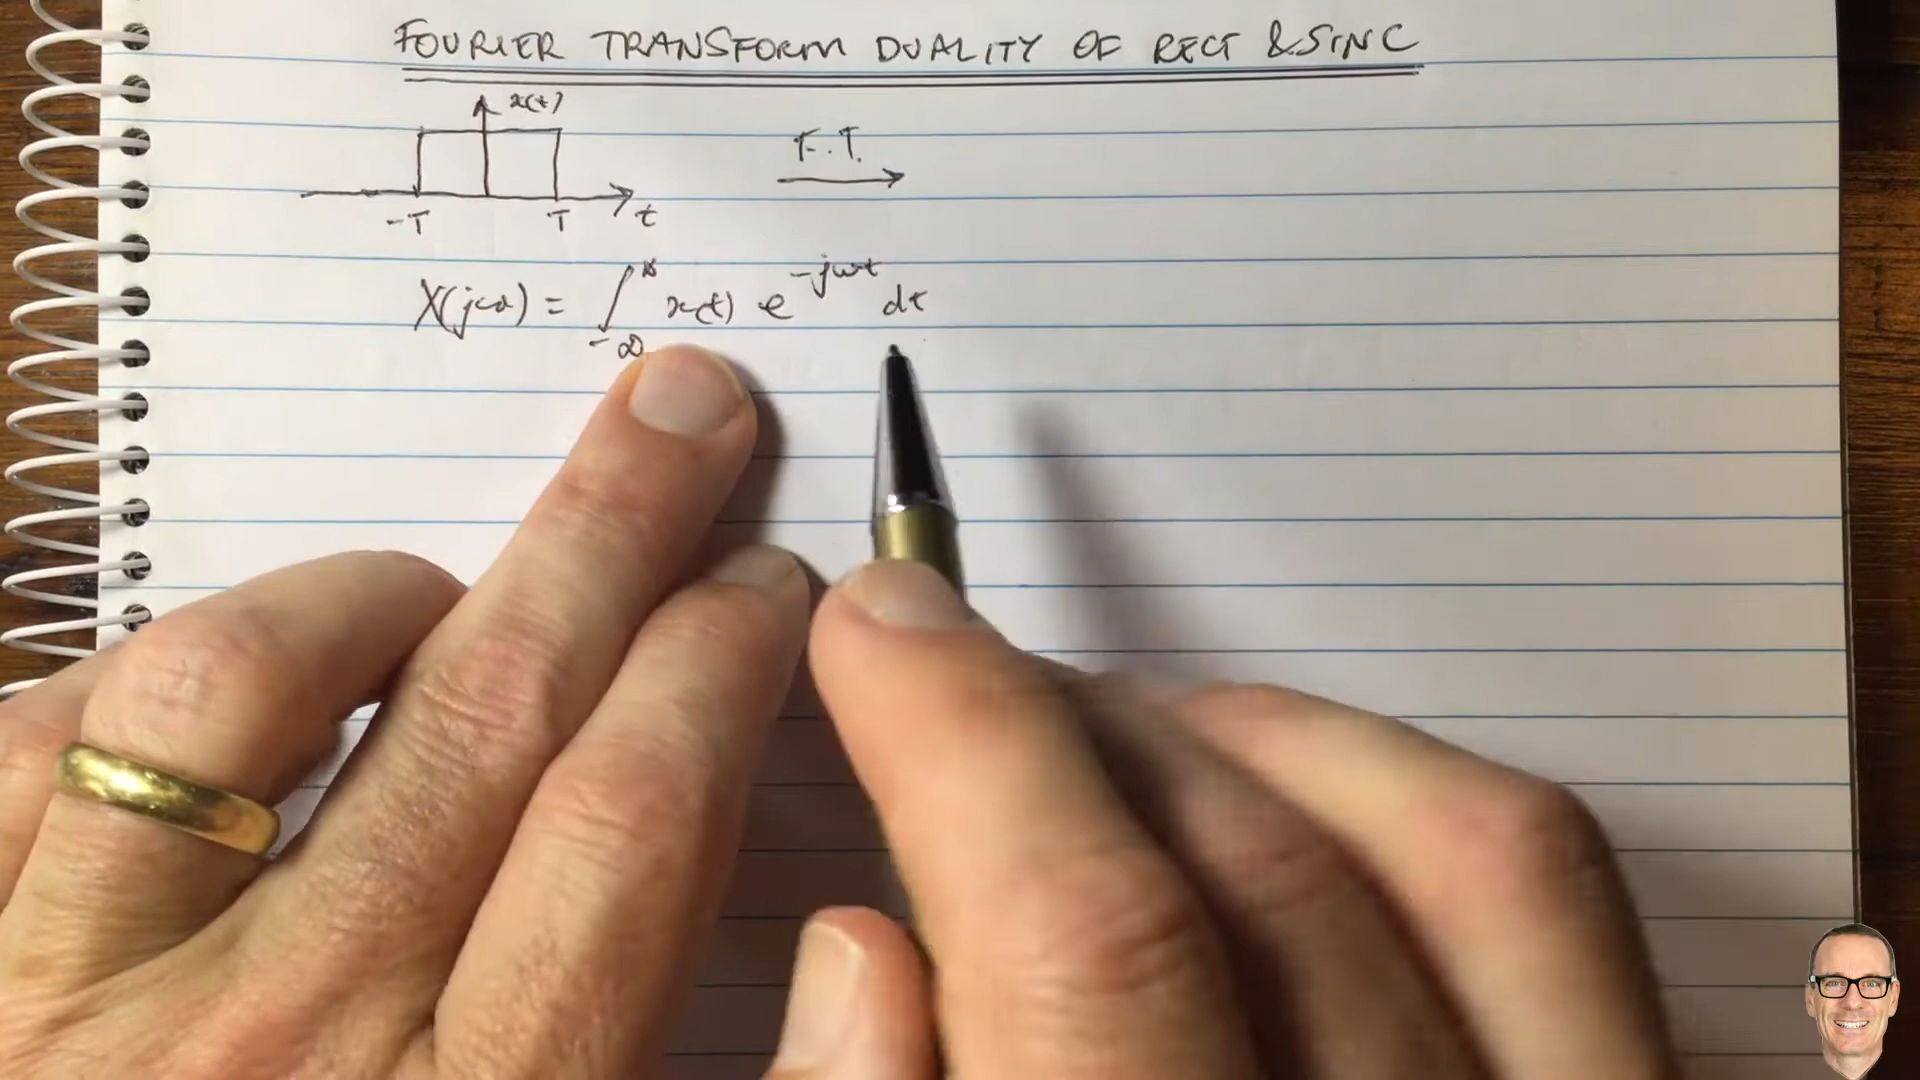 FOURIER TRANSFORM DUALITY OF RECT & SINC
x(t)
F.T.
-T T t
X(jω) = ∫_{-∞}^{∞} x(t) e^{-jωt} dt